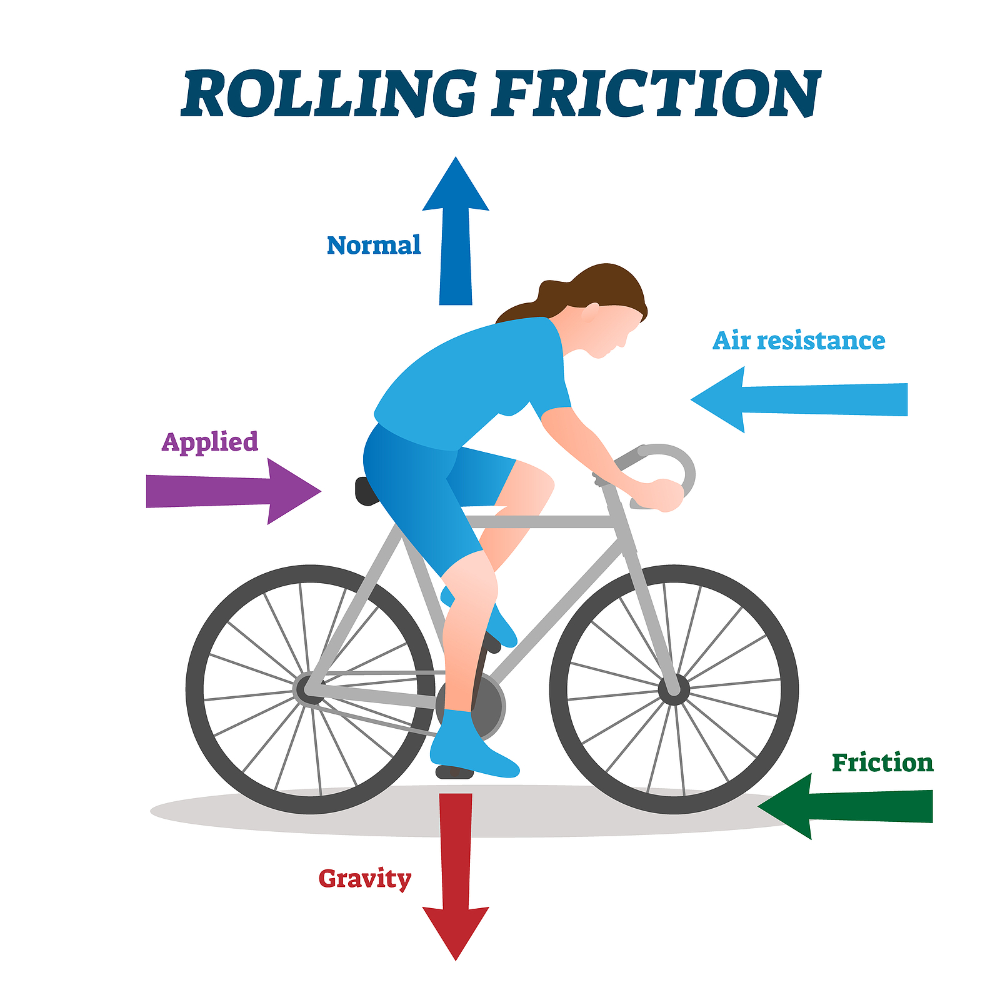 ROLLING FRICTION
Normal
Air resistance
Applied
Friction
Gravity